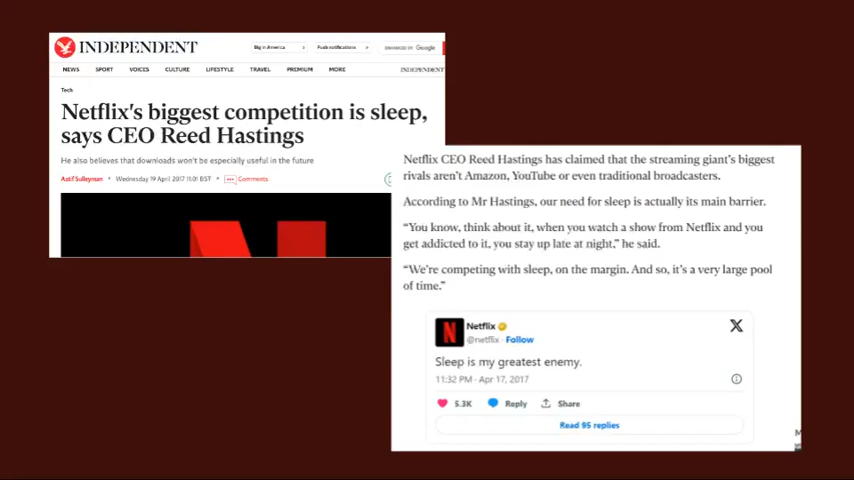 INDEPENDENT
Big in America
Push notifications
ENHANCED BY Google
NEWS SPORT VOICES CULTURE LIFESTYLE TRAVEL PREMIUM MORE INDEPENDENT
Tech
Netflix's biggest competition is sleep,
says CEO Reed Hastings
He also believes that downloads won't be especially useful in the future
Aatif Sulleyman • Wednesday 19 April 2017 11:01 BST • Comments
Netflix CEO Reed Hastings has claimed that the streaming giant's biggest
rivals aren't Amazon, YouTube or even traditional broadcasters.
According to Mr Hastings, our need for sleep is actually its main barrier.
“You know, think about it, when you watch a show from Netflix and you
get addicted to it, you stay up late at night,” he said.
“We're competing with sleep, on the margin. And so, it's a very large pool
of time.”
Netflix
@netflix · Follow
Sleep is my greatest enemy.
11:32 PM · Apr 17, 2017
5.3K Reply Share
Read 95 replies